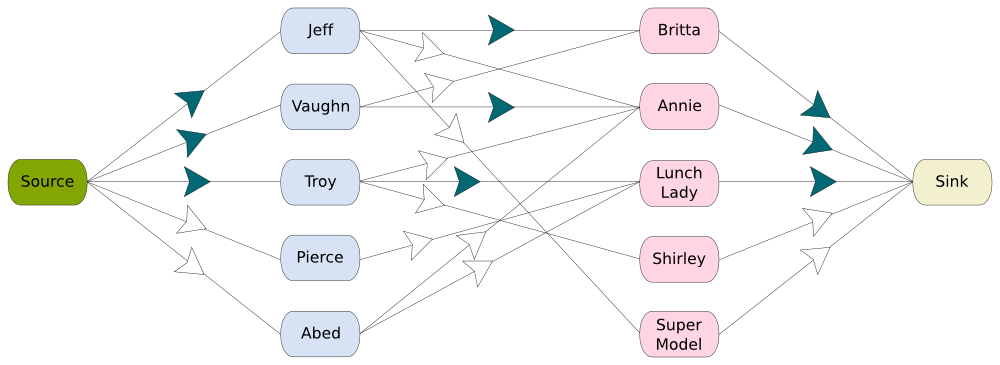 Jeff
Britta
Vaughn
Annie
Source
Troy
Lunch
Lady
Sink
Pierce
Shirley
Abed
Super
Model